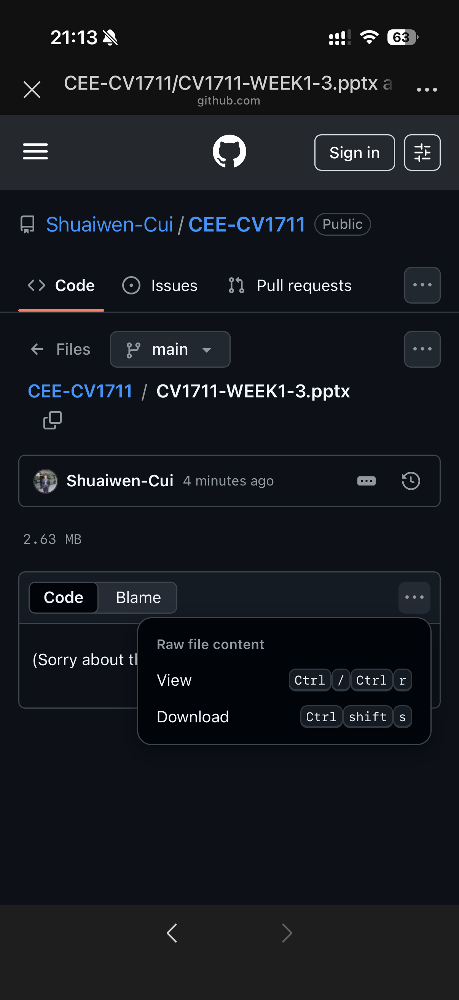 21:13
63
CEE-CV1711/CV1711-WEEK1-3.pptx a
github.com
Sign in
Shuaiwen-Cui / CEE-CV1711 Public
Code Issues Pull requests
Files main
CEE-CV1711 / CV1711-WEEK1-3.pptx
Shuaiwen-Cui 4 minutes ago
2.63 MB
Code Blame
Raw file content
(Sorry about th
View Ctrl / Ctrl r
Download Ctrl shift s